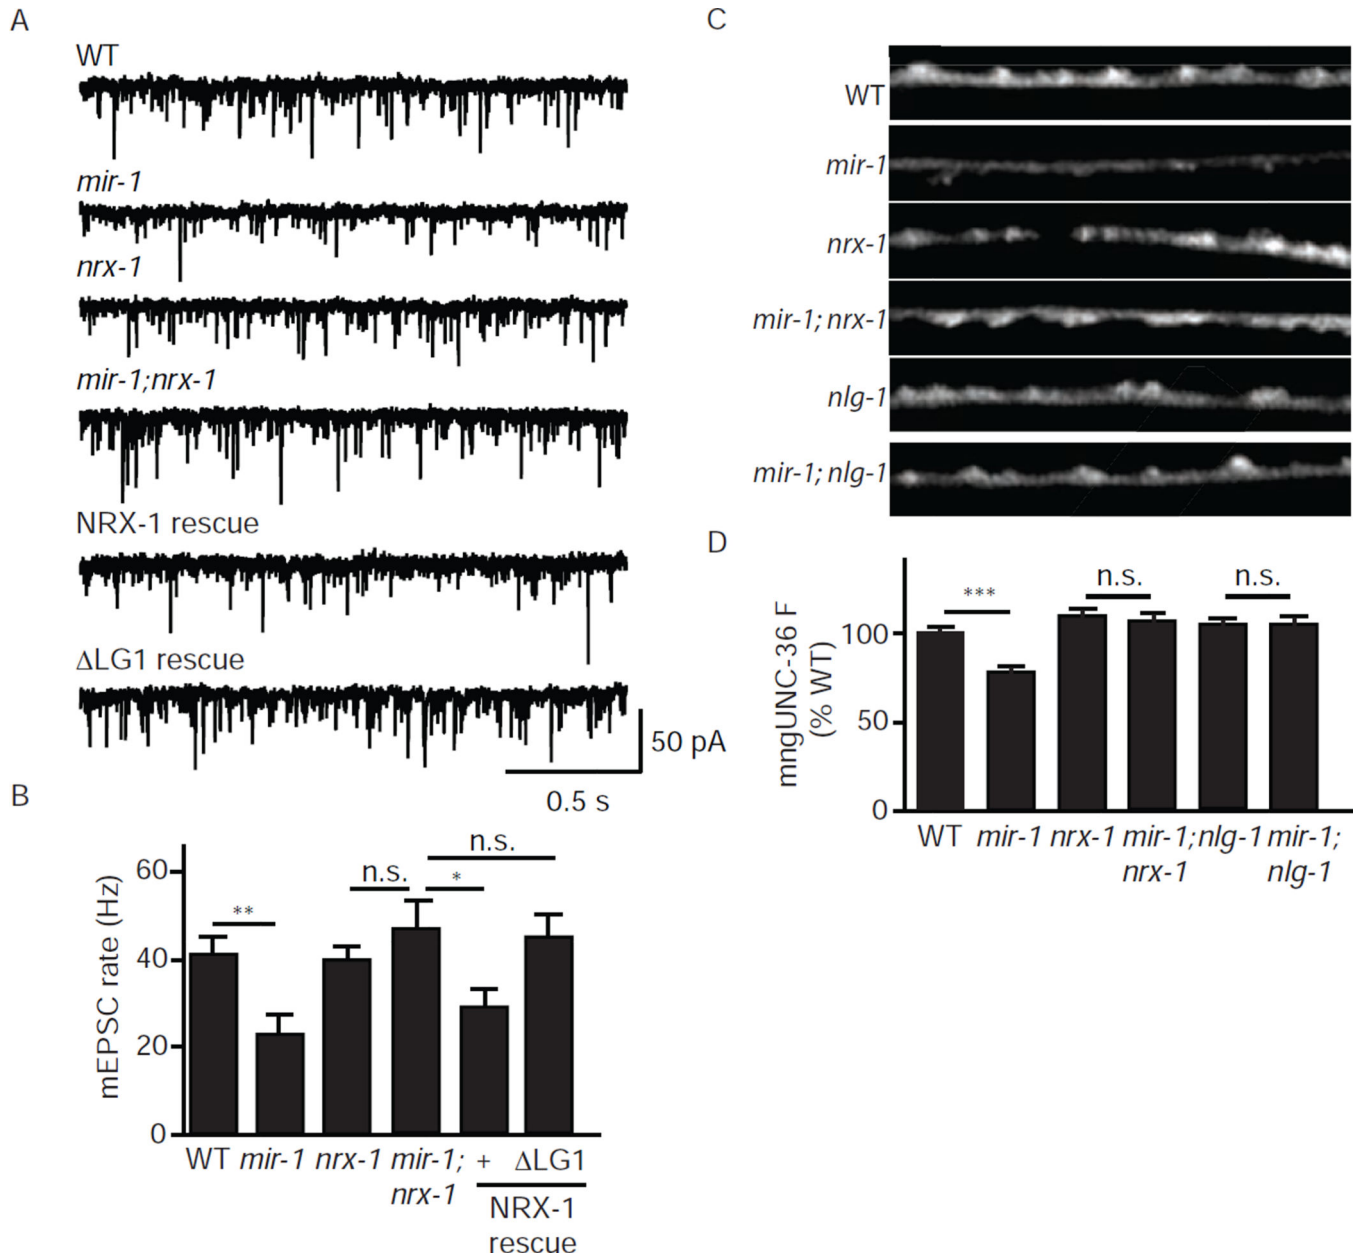 A
WT
mir-1
nrx-1
mir-1;nrx-1
NRX-1 rescue
ΔLG1 rescue
50 pA
0.5 s
B
mEPSC rate (Hz)
60
40
20
0
**
n.s.
*
n.s.
WT mir-1 nrx-1 mir-1; + ΔLG1
nrx-1
NRX-1
rescue
C
WT
mir-1
nrx-1
mir-1; nrx-1
nlg-1
mir-1; nlg-1
D
mngUNC-36 F
(% WT)
100
50
0
***
n.s.
n.s.
WT mir-1 nrx-1 mir-1; nlg-1 mir-1;
nrx-1 nlg-1